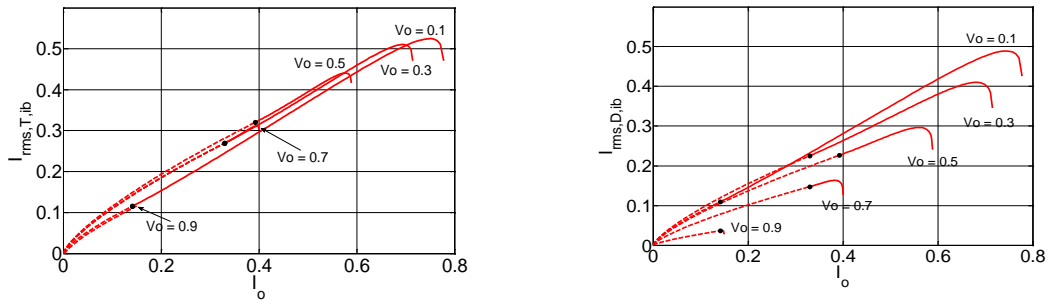 0.5
0.4
0.3
0.2
0.1
0
0 0.2 0.4 0.6 0.8
I_rms,T,ib
I_o
Vo = 0.1
Vo = 0.5
Vo = 0.3
Vo = 0.7
Vo = 0.9
0.5
0.4
0.3
0.2
0.1
0
0 0.2 0.4 0.6 0.8
I_rms,D,ib
I_o
Vo = 0.1
Vo = 0.3
Vo = 0.5
Vo = 0.7
Vo = 0.9